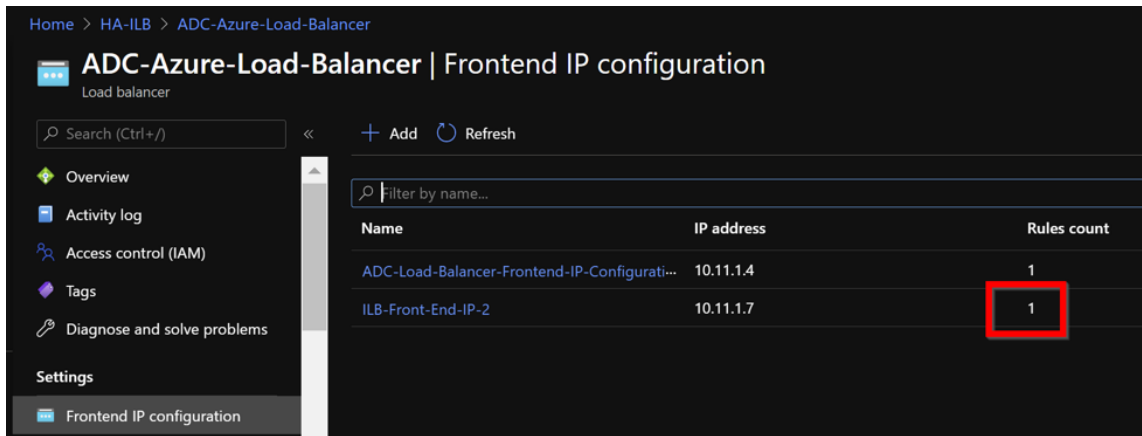 Home > HA-ILB > ADC-Azure-Load-Balancer
ADC-Azure-Load-Balancer | Frontend IP configuration
Load balancer
Search (Ctrl+/)
«
+ Add
Refresh
Overview
Activity log
Access control (IAM)
Tags
Diagnose and solve problems
Settings
Frontend IP configuration
Filter by name...
Name IP address Rules count
ADC-Load-Balancer-Frontend-IP-Configurati... 10.11.1.4 1
ILB-Front-End-IP-2 10.11.1.7 1